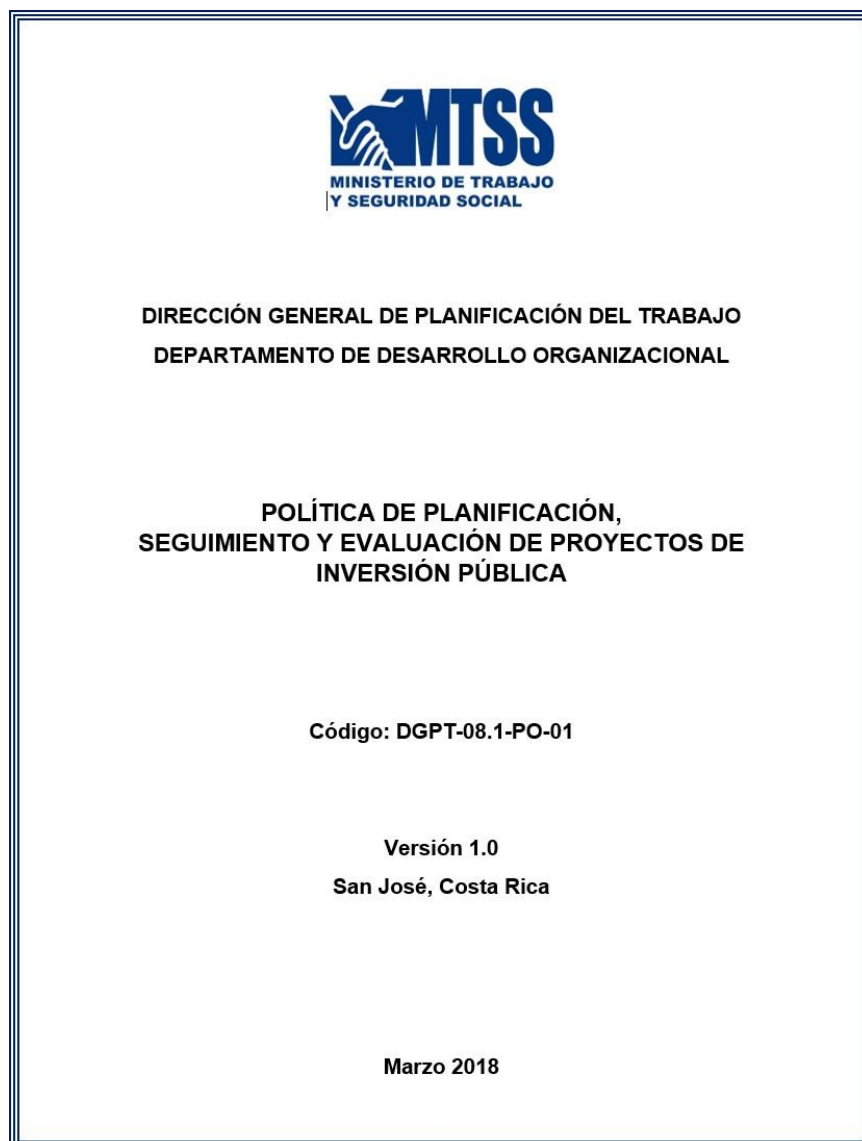 MTSS
MINISTERIO DE TRABAJO
Y SEGURIDAD SOCIAL
DIRECCIÓN GENERAL DE PLANIFICACIÓN DEL TRABAJO
DEPARTAMENTO DE DESARROLLO ORGANIZACIONAL
POLÍTICA DE PLANIFICACIÓN,
SEGUIMIENTO Y EVALUACIÓN DE PROYECTOS DE
INVERSIÓN PÚBLICA
Código: DGPT-08.1-PO-01
Versión 1.0
San José, Costa Rica
Marzo 2018